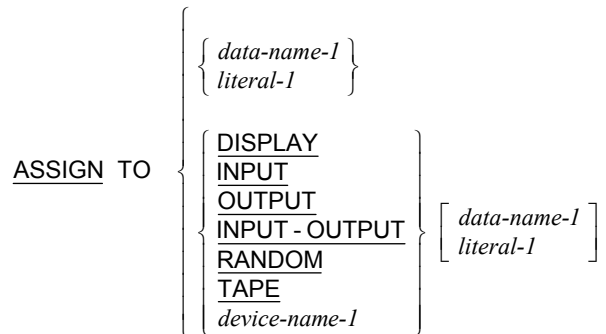 data-name-1
literal-1
ASSIGN TO
DISPLAY
INPUT
OUTPUT
INPUT - OUTPUT
RANDOM
TAPE
device-name-1
data-name-1
literal-1